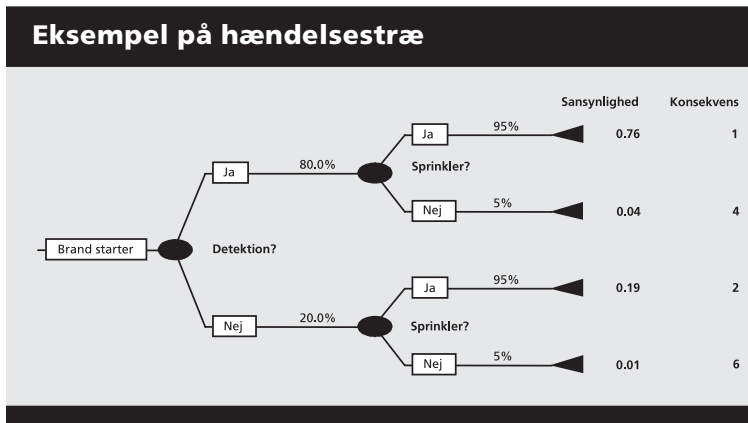 Eksempel på hændelsestræ
Sansynlighed Konsekvens
Ja 95% 0.76 1
Ja 80.0% Sprinkler?
Nej 5% 0.04 4
Brand starter Detektion?
Ja 95% 0.19 2
Nej 20.0% Sprinkler?
Nej 5% 0.01 6